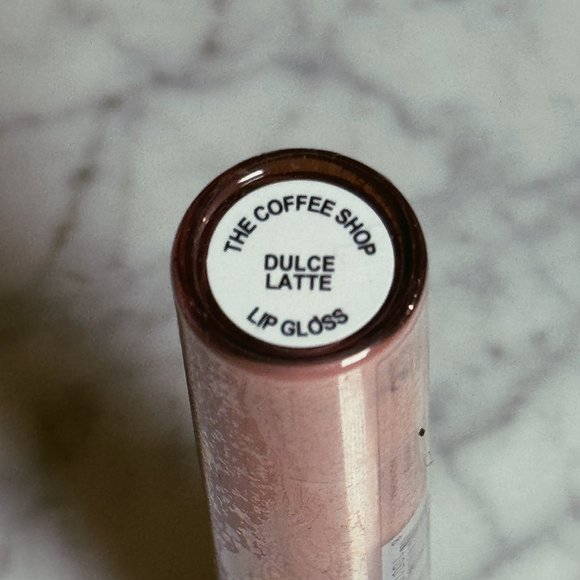 THE COFFEE SHOP
DULCE
LATTE
LIP GLOSS